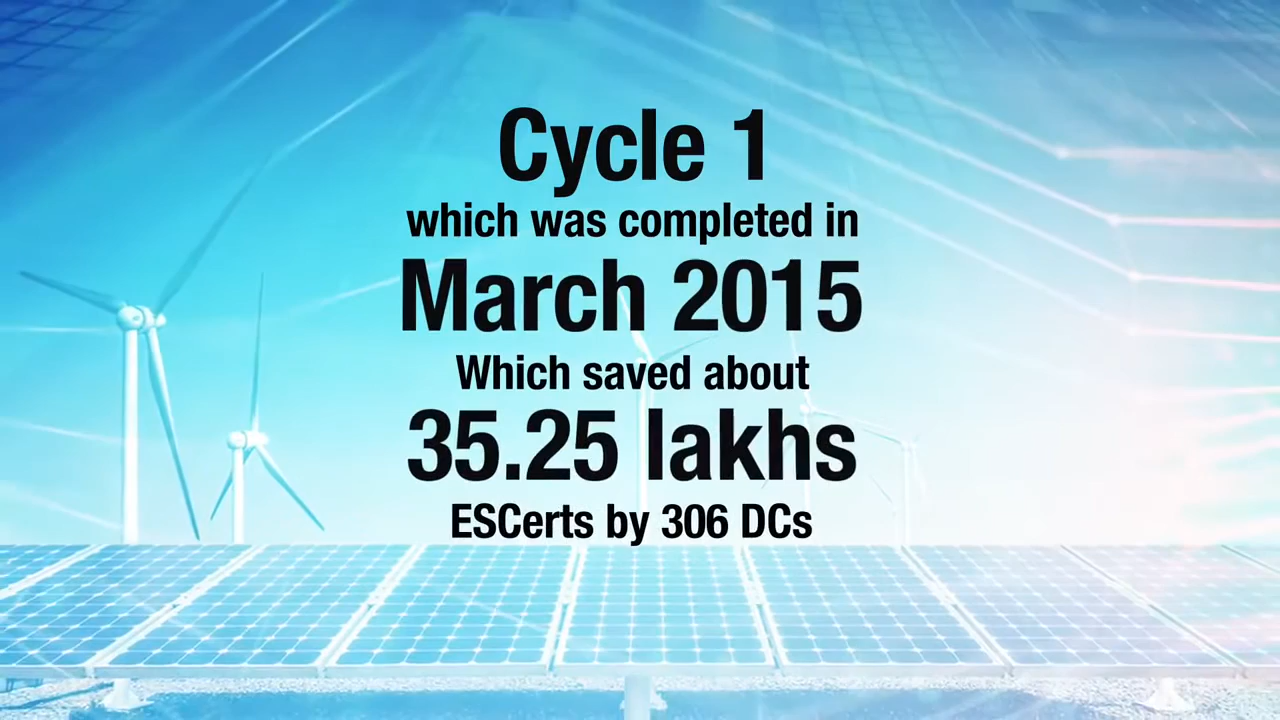 Cycle 1
which was completed in
March 2015
Which saved about
35.25 lakhs
ESCerts by 306 DCs